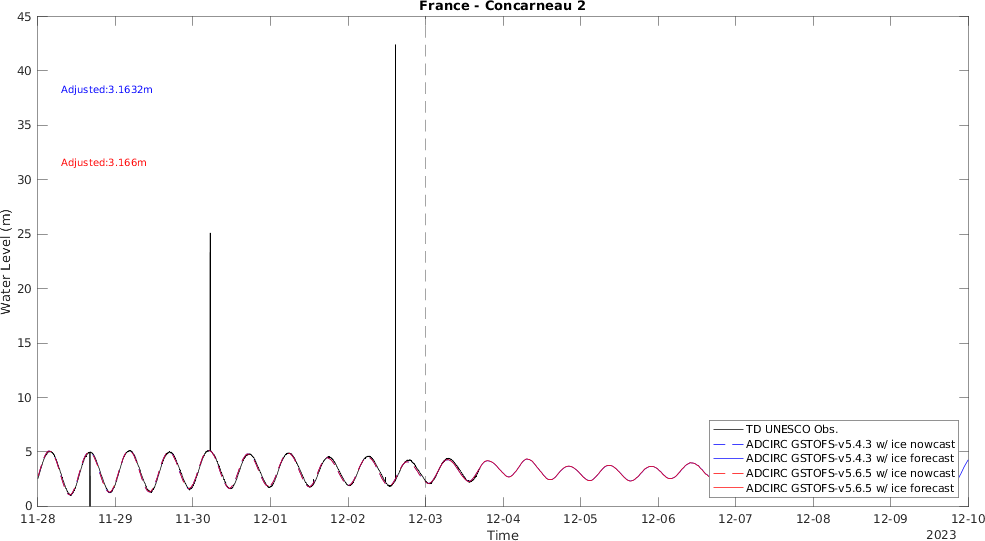 France - Concarneau 2
45
40
35
30
25
20
15
10
5
0
Water Level (m)
Adjusted:3.1632m
Adjusted:3.166m
TD UNESCO Obs.
ADCIRC GSTOFS-v5.4.3 w/ ice nowcast
ADCIRC GSTOFS-v5.4.3 w/ ice forecast
ADCIRC GSTOFS-v5.6.5 w/ ice nowcast
ADCIRC GSTOFS-v5.6.5 w/ ice forecast
11-28 11-29 11-30 12-01 12-02 12-03 12-04 12-05 12-06 12-07 12-08 12-09 12-10
Time
2023